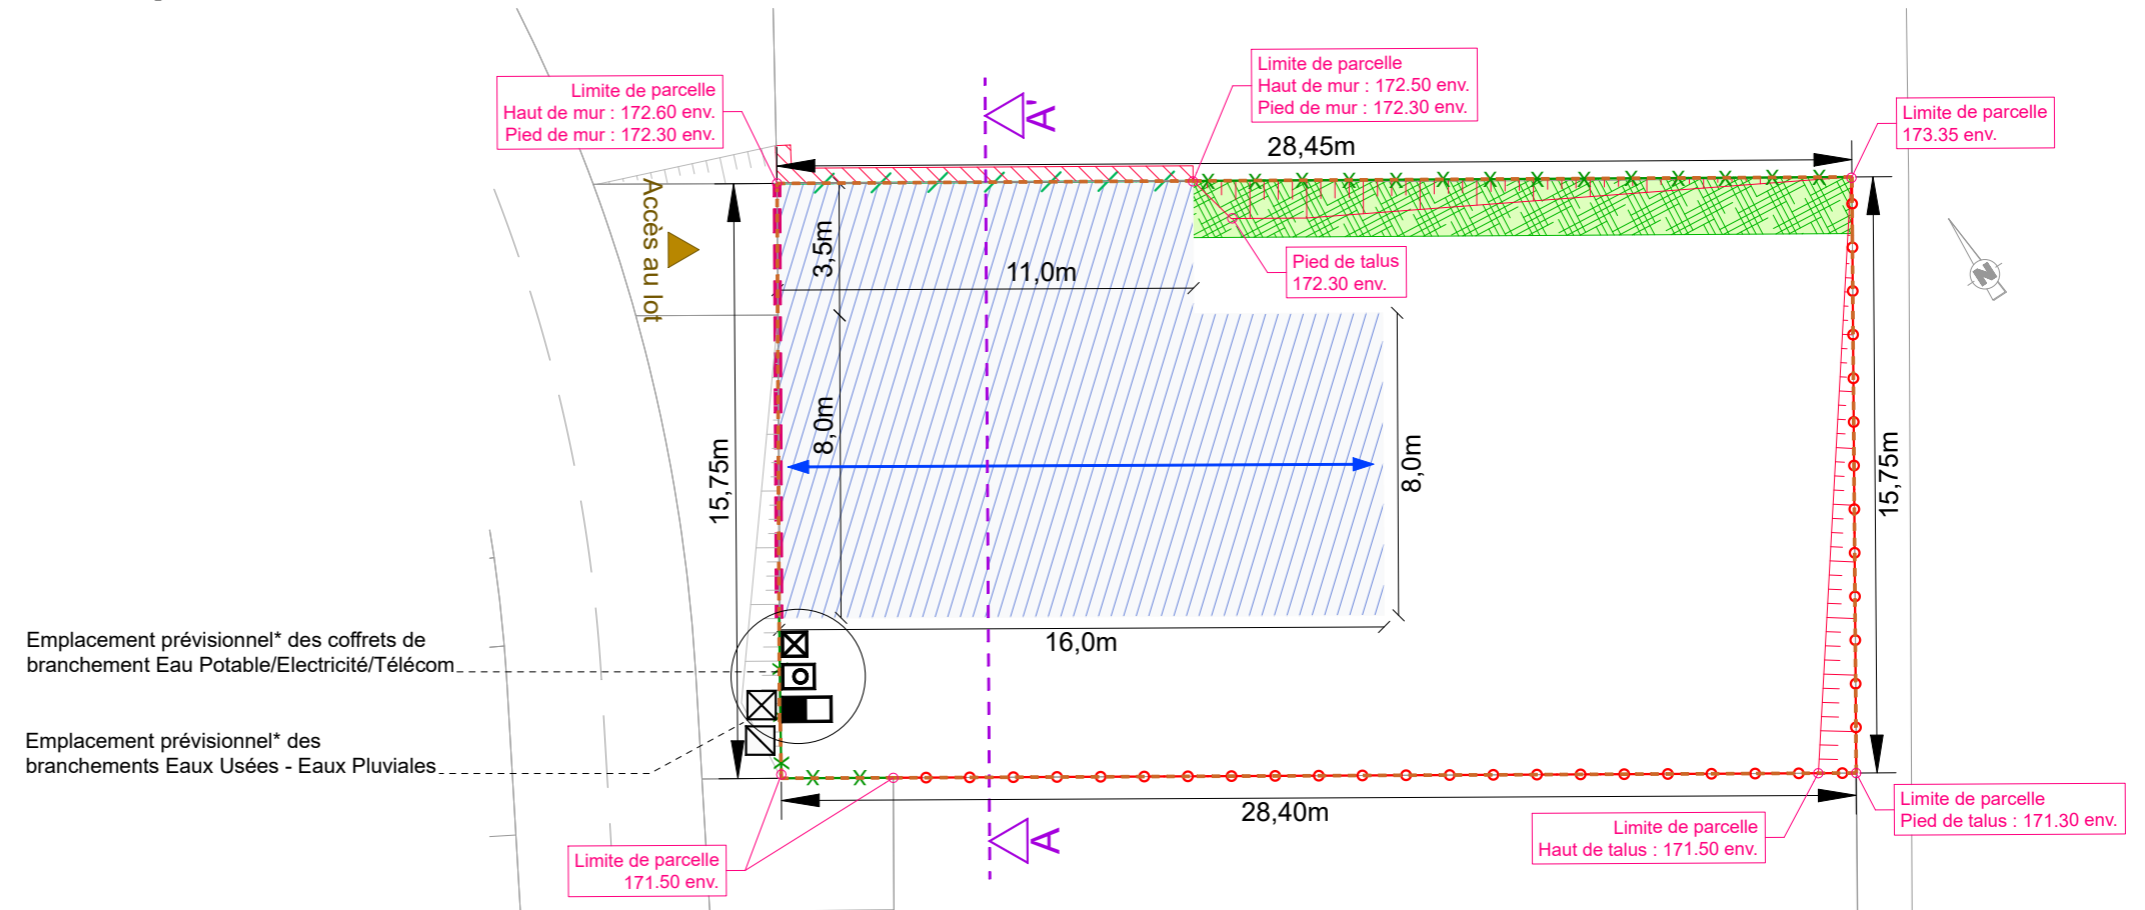 Limite de parcelle
Haut de mur : 172.60 env.
Pied de mur : 172.30 env.
A'
Limite de parcelle
Haut de mur : 172.50 env.
Pied de mur : 172.30 env.
Limite de parcelle
173.35 env.
28,45m
Accès au lot
3,5m
11,0m
Pied de talus
172.30 env.
N
15,75m
8,0m
8,0m
15,75m
16,0m
Emplacement prévisionnel* des coffrets de
branchement Eau Potable/Electricité/Télécom
Emplacement prévisionnel* des
branchements Eaux Usées - Eaux Pluviales
28,40m
A
Limite de parcelle
Pied de talus : 171.30 env.
Limite de parcelle
Haut de talus : 171.50 env.
Limite de parcelle
171.50 env.